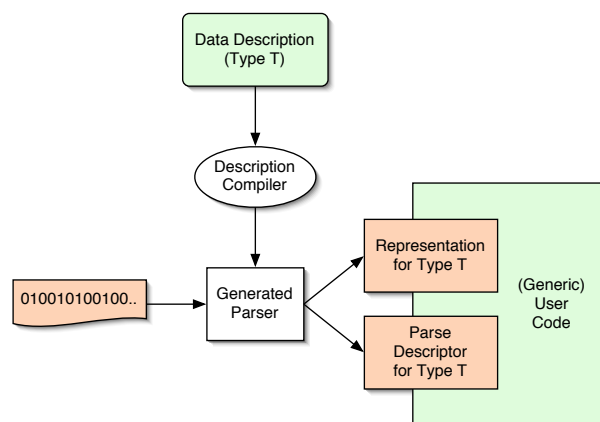 Data Description
(Type T)
Description
Compiler
010010100100..
Generated
Parser
Representation
for Type T
Parse
Descriptor
for Type T
(Generic)
User
Code